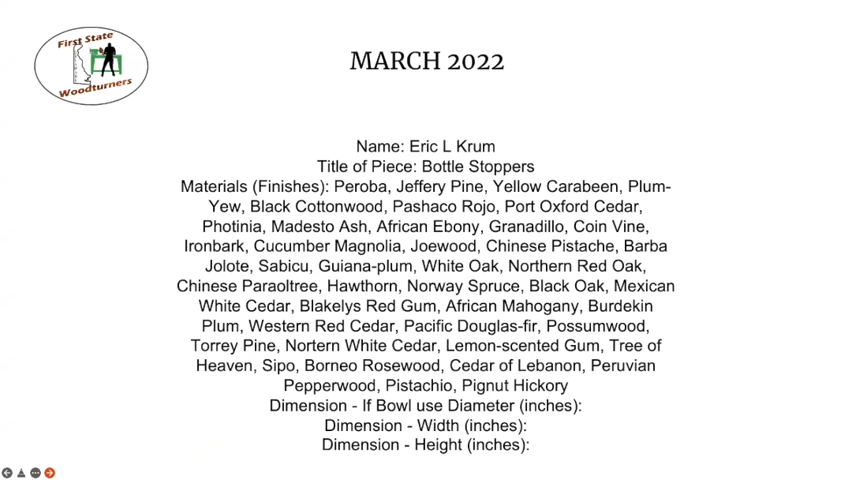 First State
Woodturners
MARCH 2022
Name: Eric L Krum
Title of Piece: Bottle Stoppers
Materials (Finishes): Peroba, Jeffery Pine, Yellow Carabeen, Plum-
Yew, Black Cottonwood, Pashaco Rojo, Port Oxford Cedar,
Photinia, Madesto Ash, African Ebony, Granadillo, Coin Vine,
Ironbark, Cucumber Magnolia, Joewood, Chinese Pistache, Barba
Jolote, Sabicu, Guiana-plum, White Oak, Northern Red Oak,
Chinese Paraoltree, Hawthorn, Norway Spruce, Black Oak, Mexican
White Cedar, Blakelys Red Gum, African Mahogany, Burdekin
Plum, Western Red Cedar, Pacific Douglas-fir, Possumwood,
Torrey Pine, Nortern White Cedar, Lemon-scented Gum, Tree of
Heaven, Sipo, Borneo Rosewood, Cedar of Lebanon, Peruvian
Pepperwood, Pistachio, Pignut Hickory
Dimension - If Bowl use Diameter (inches):
Dimension - Width (inches):
Dimension - Height (inches):